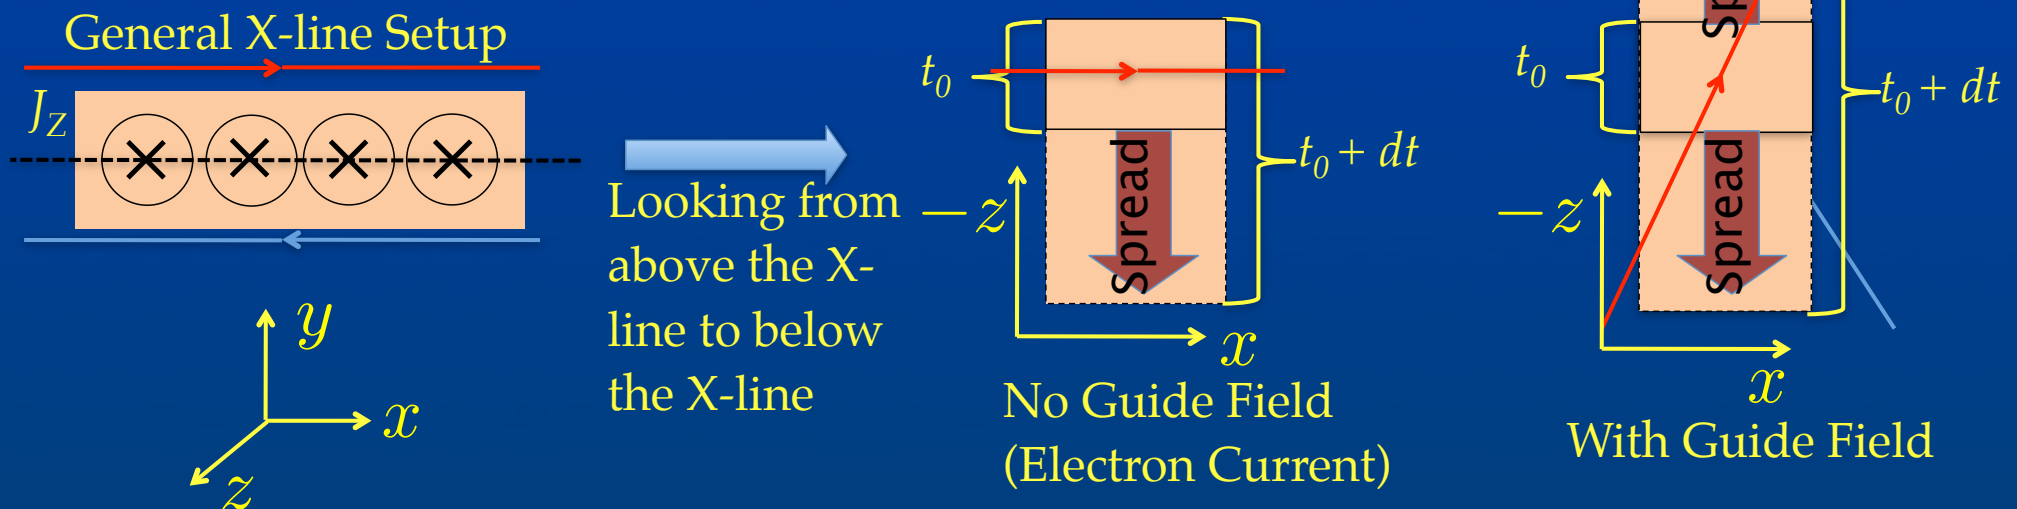 General X-line Setup
J_Z
y
x
z
Looking from
above the X-
line to below
the X-line
t_0
t_0 + dt
Spread
−z
x
No Guide Field
(Electron Current)
Sp
t_0
t_0 + dt
Spread
−z
x
With Guide Field